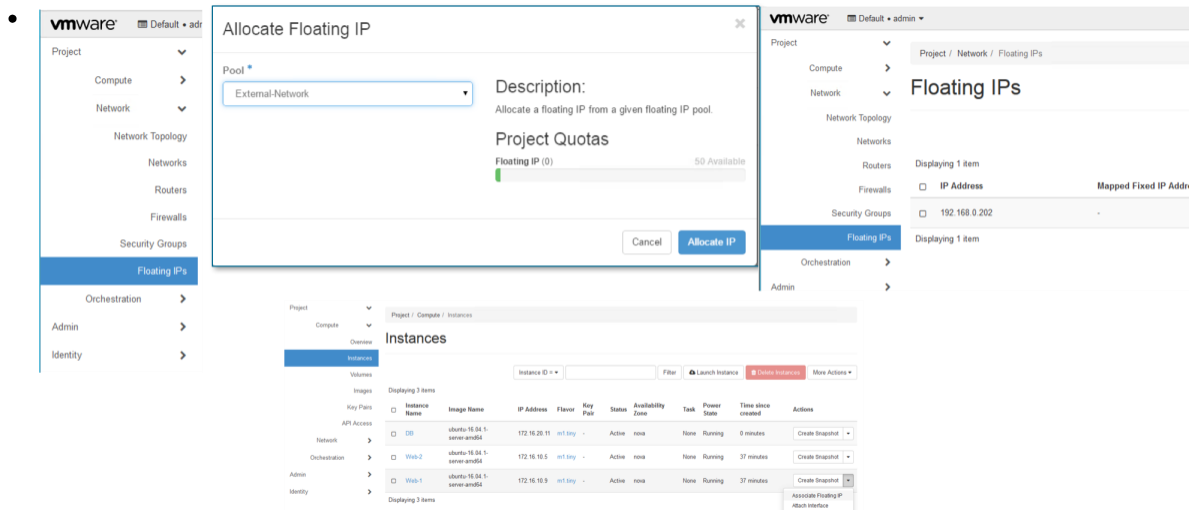 vmware Default • adr
Project
Compute
Network
Network Topology
Networks
Routers
Firewalls
Security Groups
Floating IPs
Orchestration
Admin
Identity
Allocate Floating IP
Pool *
External-Network
Description:
Allocate a floating IP from a given floating IP pool.
Project Quotas
Floating IP (0) 50 Available
Cancel Allocate IP
vmware Default • admin
Project
Compute
Network
Network Topology
Networks
Routers
Firewalls
Security Groups
Floating IPs
Orchestration
Admin
Project / Network / Floating IPs
Floating IPs
Displaying 1 item
IP Address Mapped Fixed IP Addre
192.168.0.202 -
Displaying 1 item
Project
Compute
Overview
Instances
Volumes
Images
Key Pairs
API Access
Network
Orchestration
Admin
Identity
Project / Compute / Instances
Instances
Instance ID = Filter Launch Instance Delete Instances More Actions
Displaying 3 items
Instance Name Image Name IP Address Flavor Key Pair Status Availability Zone Task Power State Time since created Actions
DB ubuntu-16.04.1-server-amd64 172.16.20.11 m1.tiny - Active nova None Running 0 minutes Create Snapshot
Web-2 ubuntu-16.04.1-server-amd64 172.16.10.5 m1.tiny - Active nova None Running 37 minutes Create Snapshot
Web-1 ubuntu-16.04.1-server-amd64 172.16.10.9 m1.tiny - Active nova None Running 37 minutes Create Snapshot
Displaying 3 items
Associate Floating IP
Attach Interface